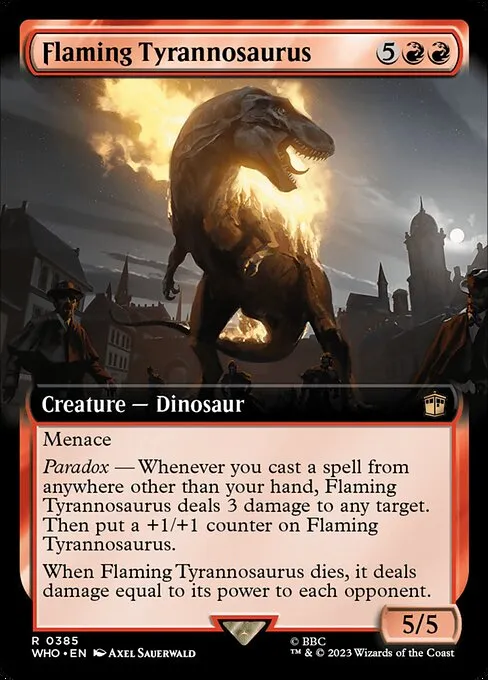 Flaming Tyrannosaurus 5
Creature — Dinosaur
Menace
Paradox — Whenever you cast a spell from
anywhere other than your hand, Flaming
Tyrannosaurus deals 3 damage to any target.
Then put a +1/+1 counter on Flaming
Tyrannosaurus.
When Flaming Tyrannosaurus dies, it deals
damage equal to its power to each opponent.
5/5
R 0385
WHO • EN Axel Sauerwald
© BBC
™ & © 2023 Wizards of the Coast